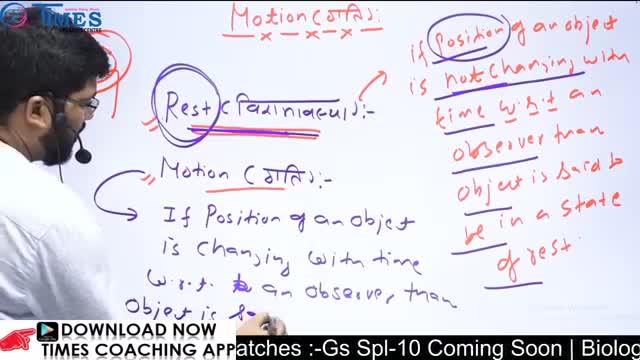 TIMES
Motion (गति) :
Rest (विरामावस्था) :-
Motion (गति) :-
If Position of an object
is changing with time
w.r.t. an observer than
object is s
if Position of an object
is not changing with
time w.r.t an
observer than
object is said to
be in a state
of rest
DOWNLOAD NOW
TIMES COACHING APP
atches :-Gs Spl-10 Coming Soon | Biolog